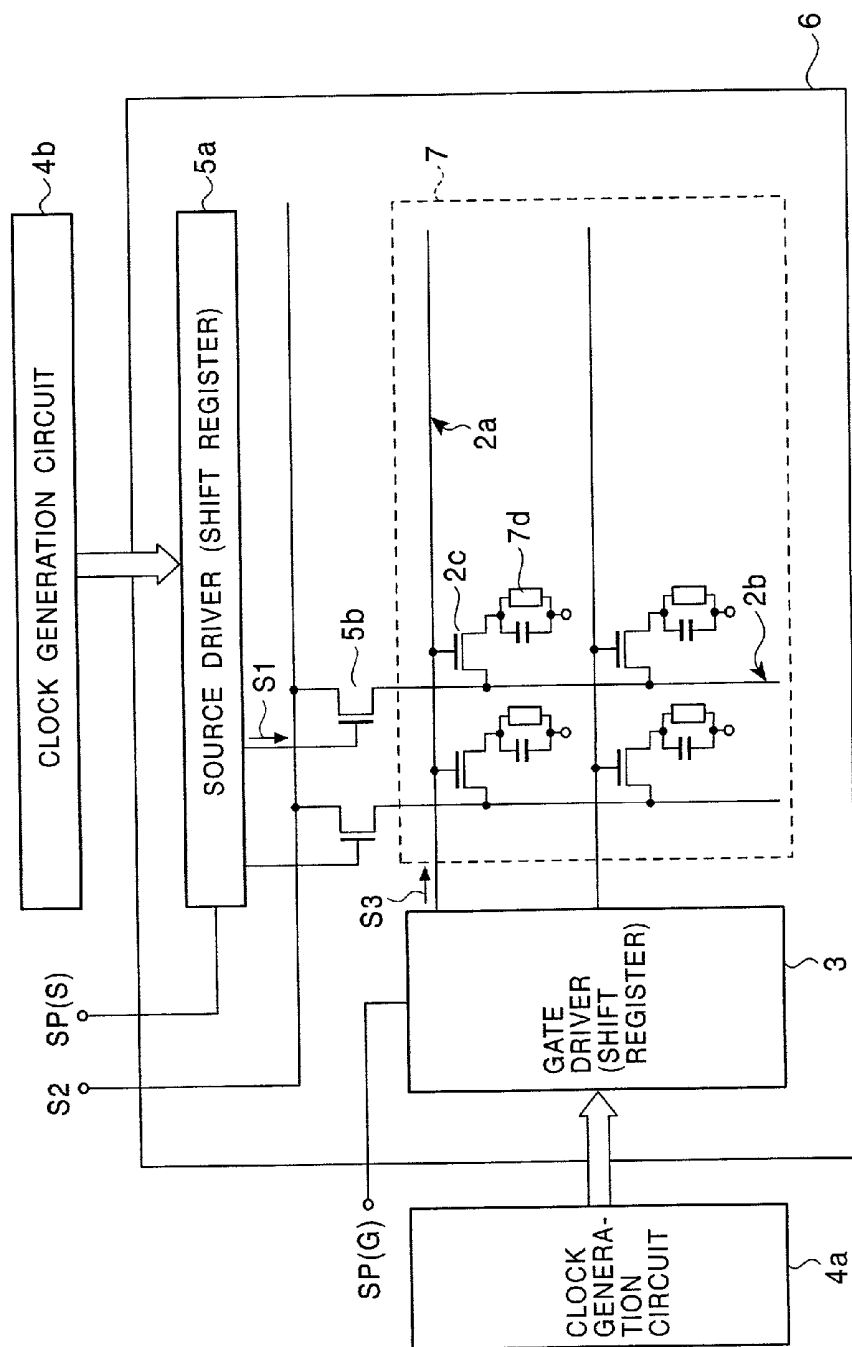 CLOCK GENERATION CIRCUIT
4b
SOURCE DRIVER (SHIFT REGISTER)
5a
6
SP(S)
S2
S1
5b
7
S3
2a
2c
7d
2b
SP(G)
GATE
DRIVER
(SHIFT
REGISTER)
3
CLOCK
GENERA-
TION
CIRCUIT
4a